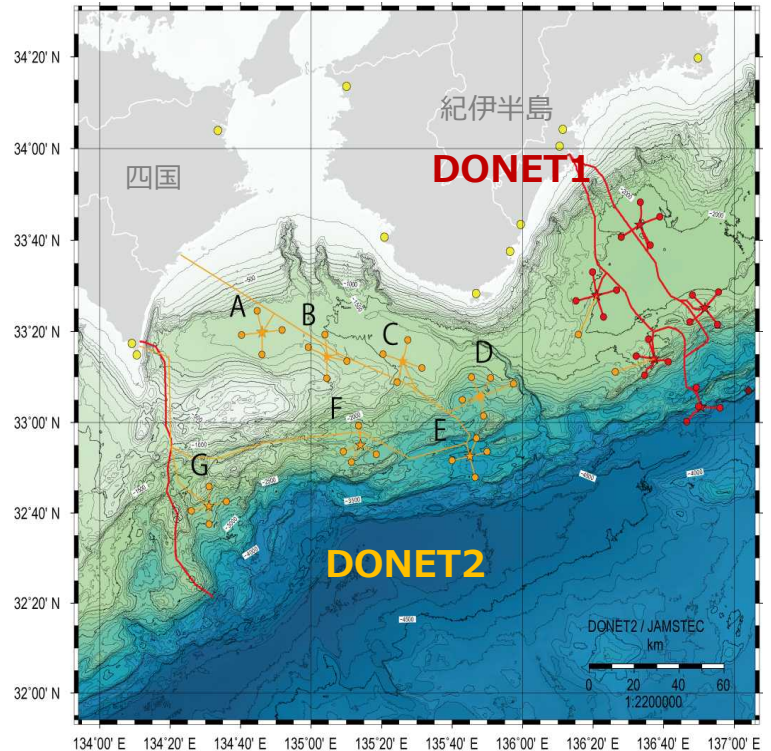 34°20' N
34°00' N
33°40' N
33°20' N
33°00' N
32°40' N
32°20' N
32°00' N
紀伊半島
四国
DONET1
A
B
C
D
F
E
G
DONET2
DONET2 / JAMSTEC
km
0 20 40 60
1:2200000
134°00' E 134°20' E 134°40' E 135°00' E 135°20' E 135°40' E 136°00' E 136°20' E 136°40' E 137°00' E